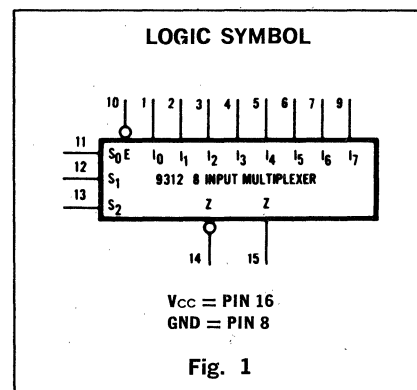 LOGIC SYMBOL
10 1 2 3 4 5 6 7 9
11 S0 E I0 I1 I2 I3 I4 I5 I6 I7
12 S1 9312 8 INPUT MULTIPLEXER
13 S2 Z Z
14 15
VCC = PIN 16
GND = PIN 8
Fig. 1